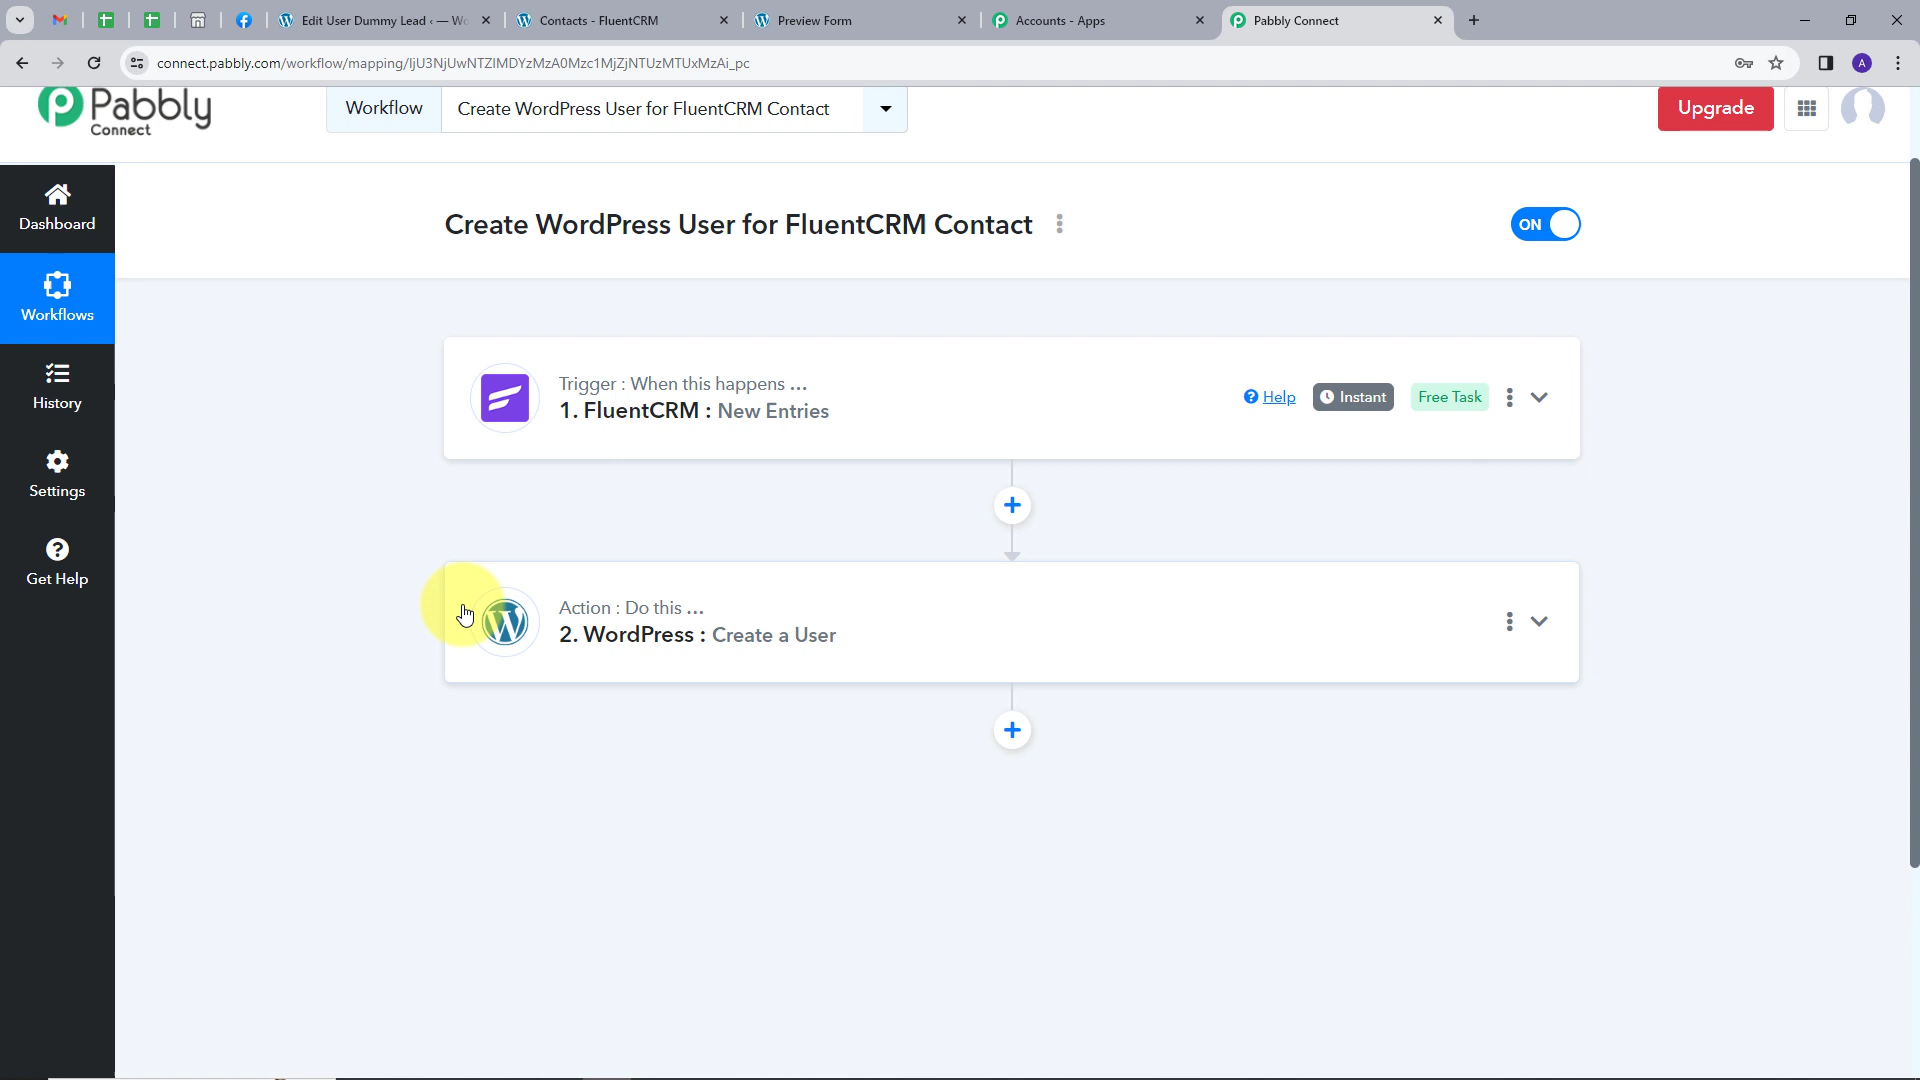 Edit User Dummy Lead ‹ — Wo
Contacts - FluentCRM
Preview Form
Accounts - Apps
Pabbly Connect
connect.pabbly.com/workflow/mapping/IjU3NjUwNTZlMDYzMzA0Mzc1MjZjNTUzMTUxMzAi_pc
A
Pabbly
Connect
Workflow
Create WordPress User for FluentCRM Contact
Upgrade
Dashboard
Workflows
History
Settings
Get Help
Create WordPress User for FluentCRM Contact
ON
Trigger : When this happens ...
1. FluentCRM : New Entries
Help
Instant
Free Task
Action : Do this ...
2. WordPress : Create a User